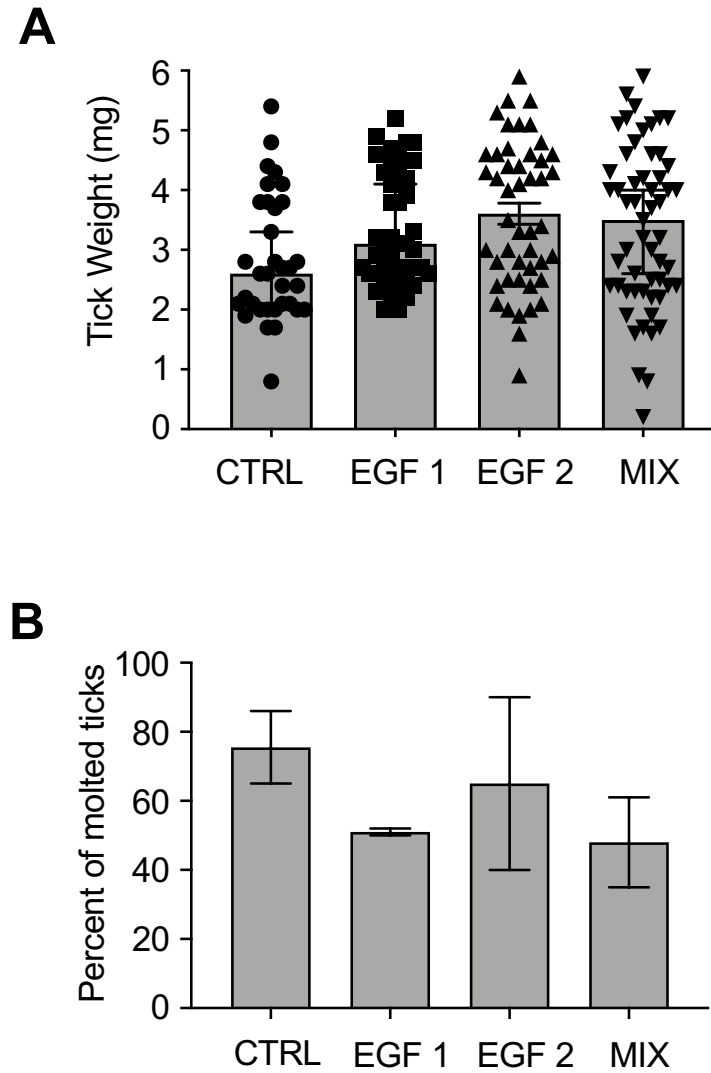 A
Tick Weight (mg)
6
5
4
3
2
1
0
CTRL EGF 1 EGF 2 MIX
B
Percent of molted ticks
100
80
60
40
20
0
CTRL EGF 1 EGF 2 MIX